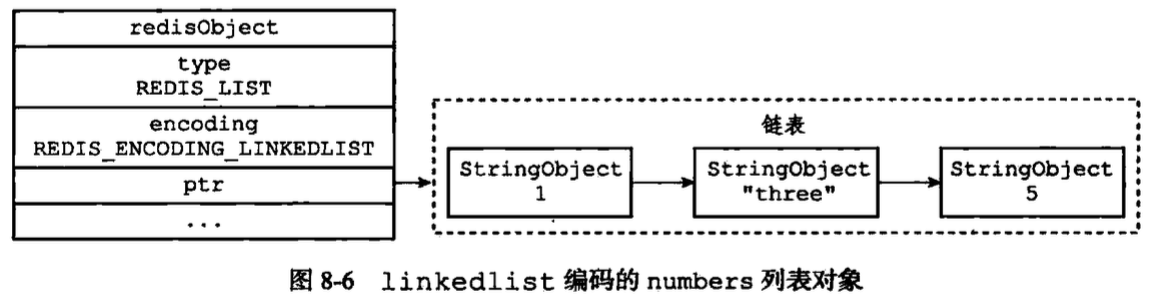 redisObject
type
REDIS_LIST
encoding
REDIS_ENCODING_LINKEDLIST
ptr
...
链表
StringObject
1
StringObject
"three"
StringObject
5
图 8-6 linkedlist 编码的 numbers 列表对象